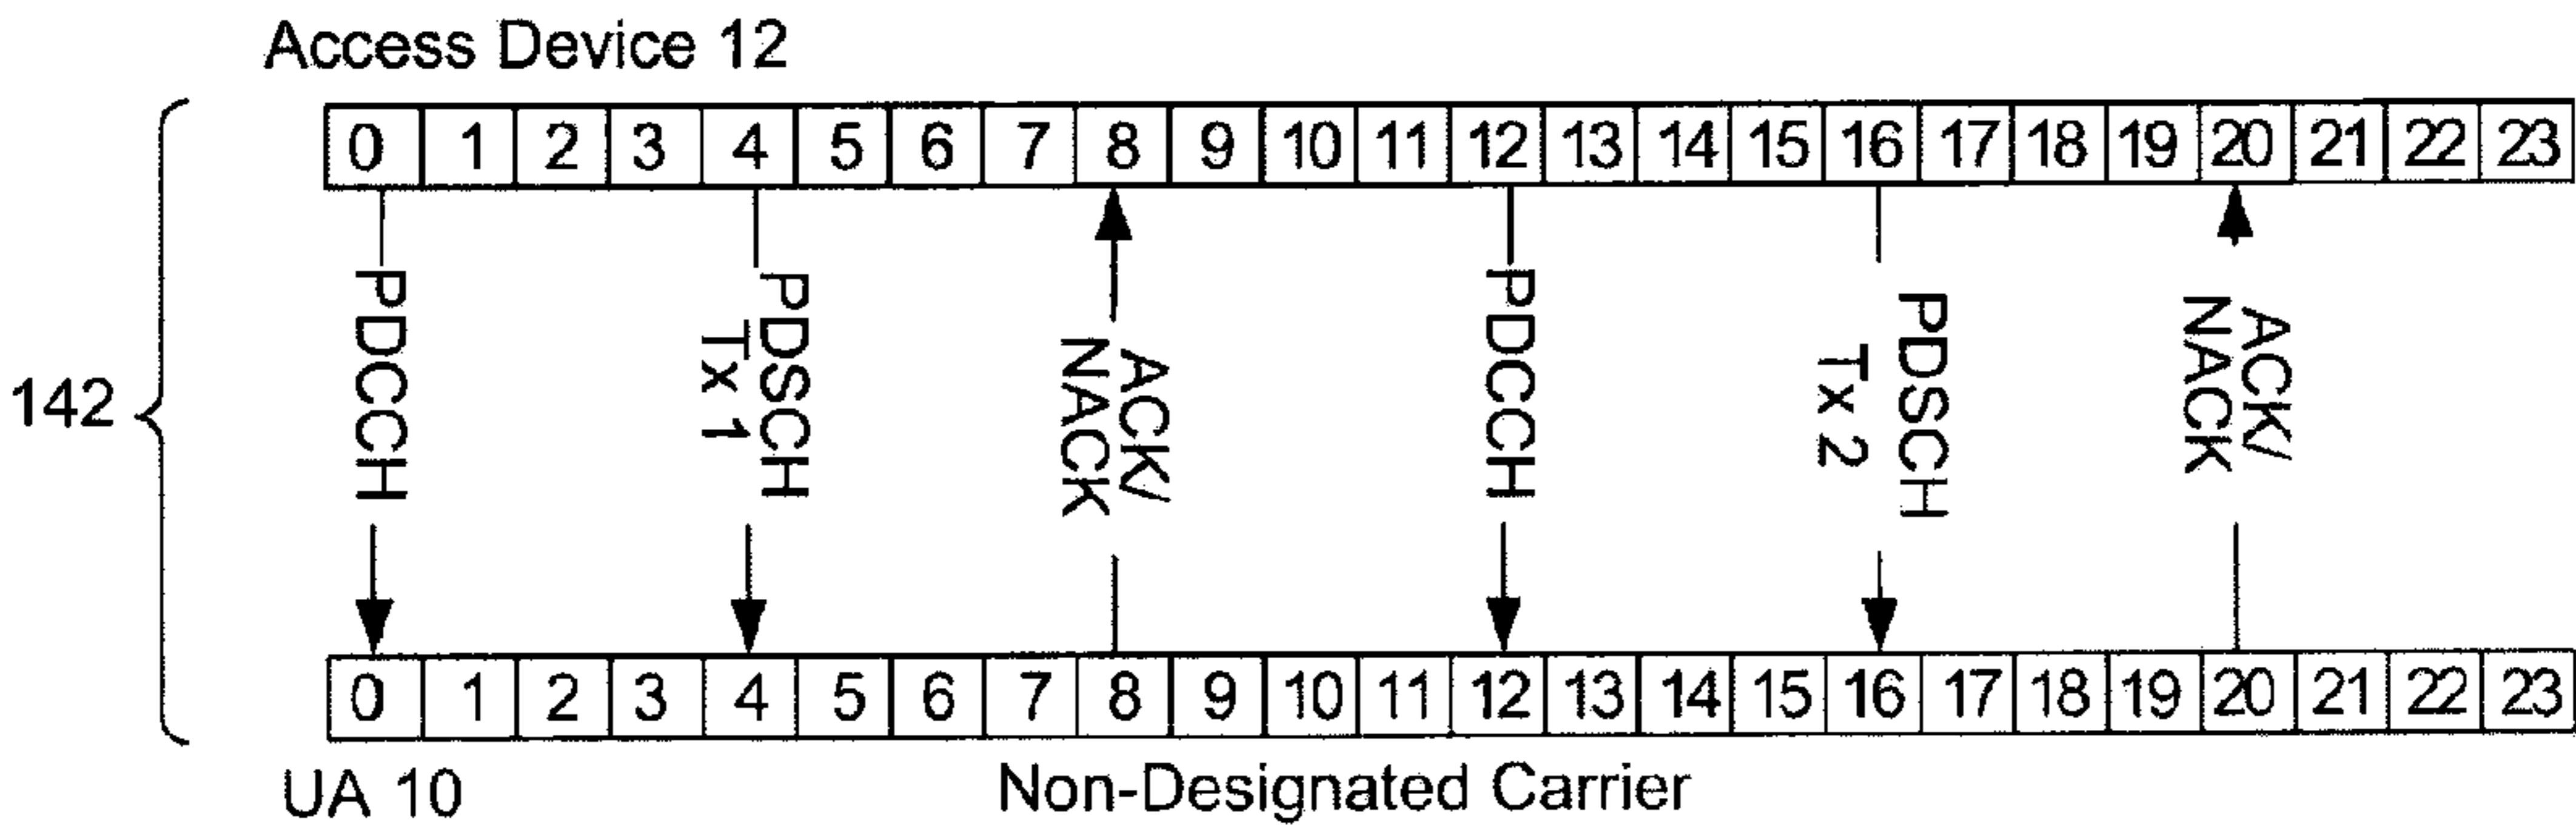 Access Device 12
0 1 2 3 4 5 6 7 8 9 10 11 12 13 14 15 16 17 18 19 20 21 22 23
142
PDCCH
PDSCH
Tx 1
ACK/
NACK
PDCCH
PDSCH
Tx 2
ACK/
NACK
0 1 2 3 4 5 6 7 8 9 10 11 12 13 14 15 16 17 18 19 20 21 22 23
UA 10
Non-Designated Carrier